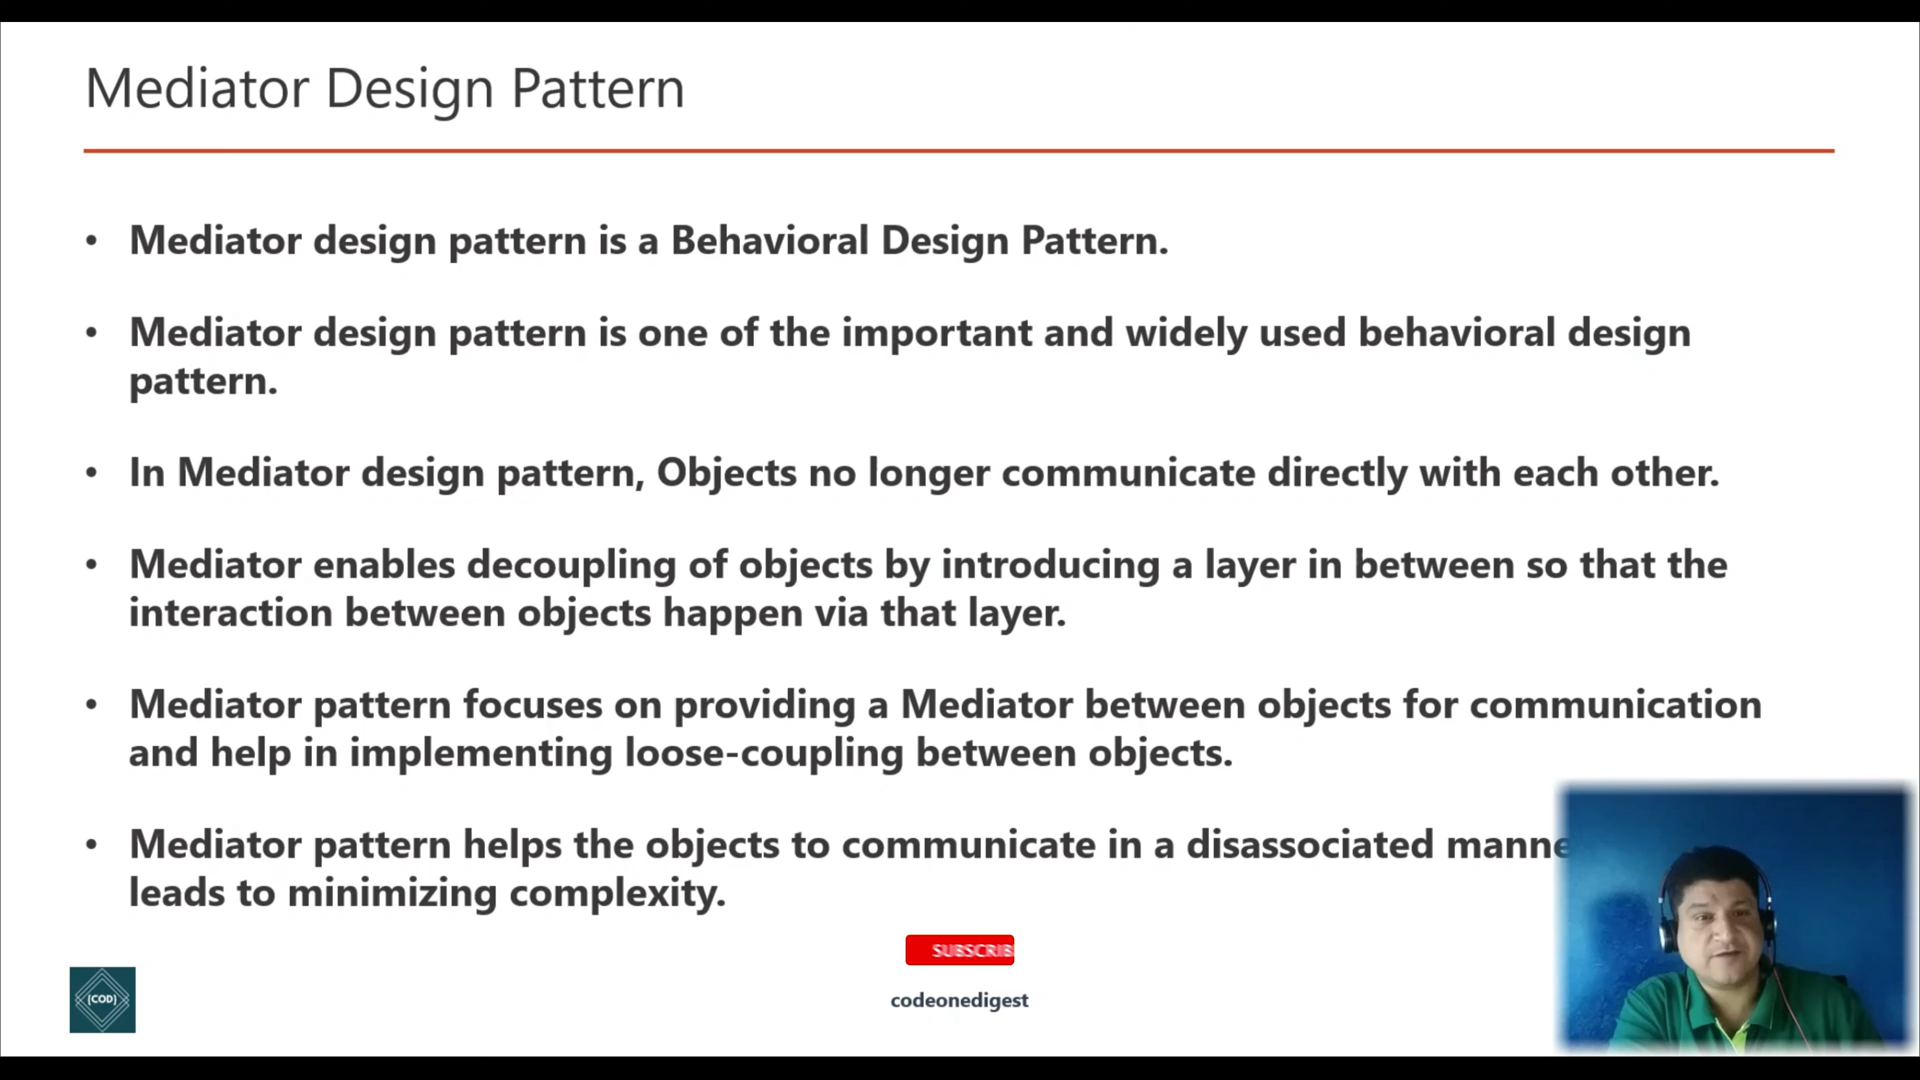 Mediator Design Pattern
• Mediator design pattern is a Behavioral Design Pattern.
• Mediator design pattern is one of the important and widely used behavioral design
pattern.
• In Mediator design pattern, Objects no longer communicate directly with each other.
• Mediator enables decoupling of objects by introducing a layer in between so that the
interaction between objects happen via that layer.
• Mediator pattern focuses on providing a Mediator between objects for communication
and help in implementing loose-coupling between objects.
• Mediator pattern helps the objects to communicate in a disassociated manne
leads to minimizing complexity.
SUBSCRIB
{COD}
codeonedigest